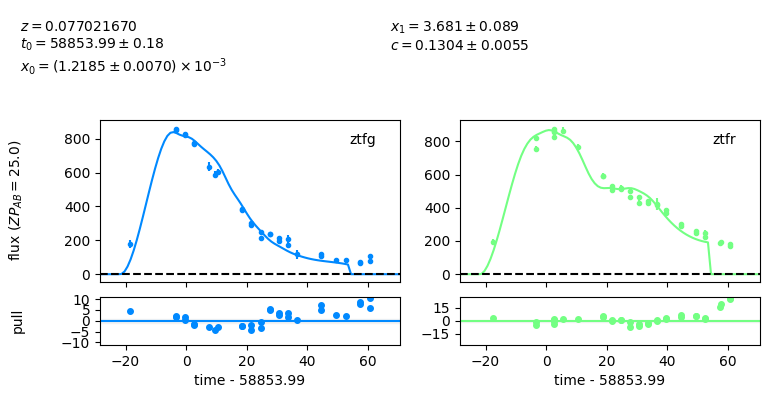 z = 0.077021670
t₀ = 58853.99 ± 0.18
x₀ = (1.2185 ± 0.0070) × 10⁻³
x₁ = 3.681 ± 0.089
c = 0.1304 ± 0.0055
flux (ZP_AB = 25.0)
800
600
400
200
0
ztfg
800
600
400
200
0
ztfr
pull
10
5
0
−5
−10
15
0
−15
−20 0 20 40 60
−20 0 20 40 60
time - 58853.99
time - 58853.99